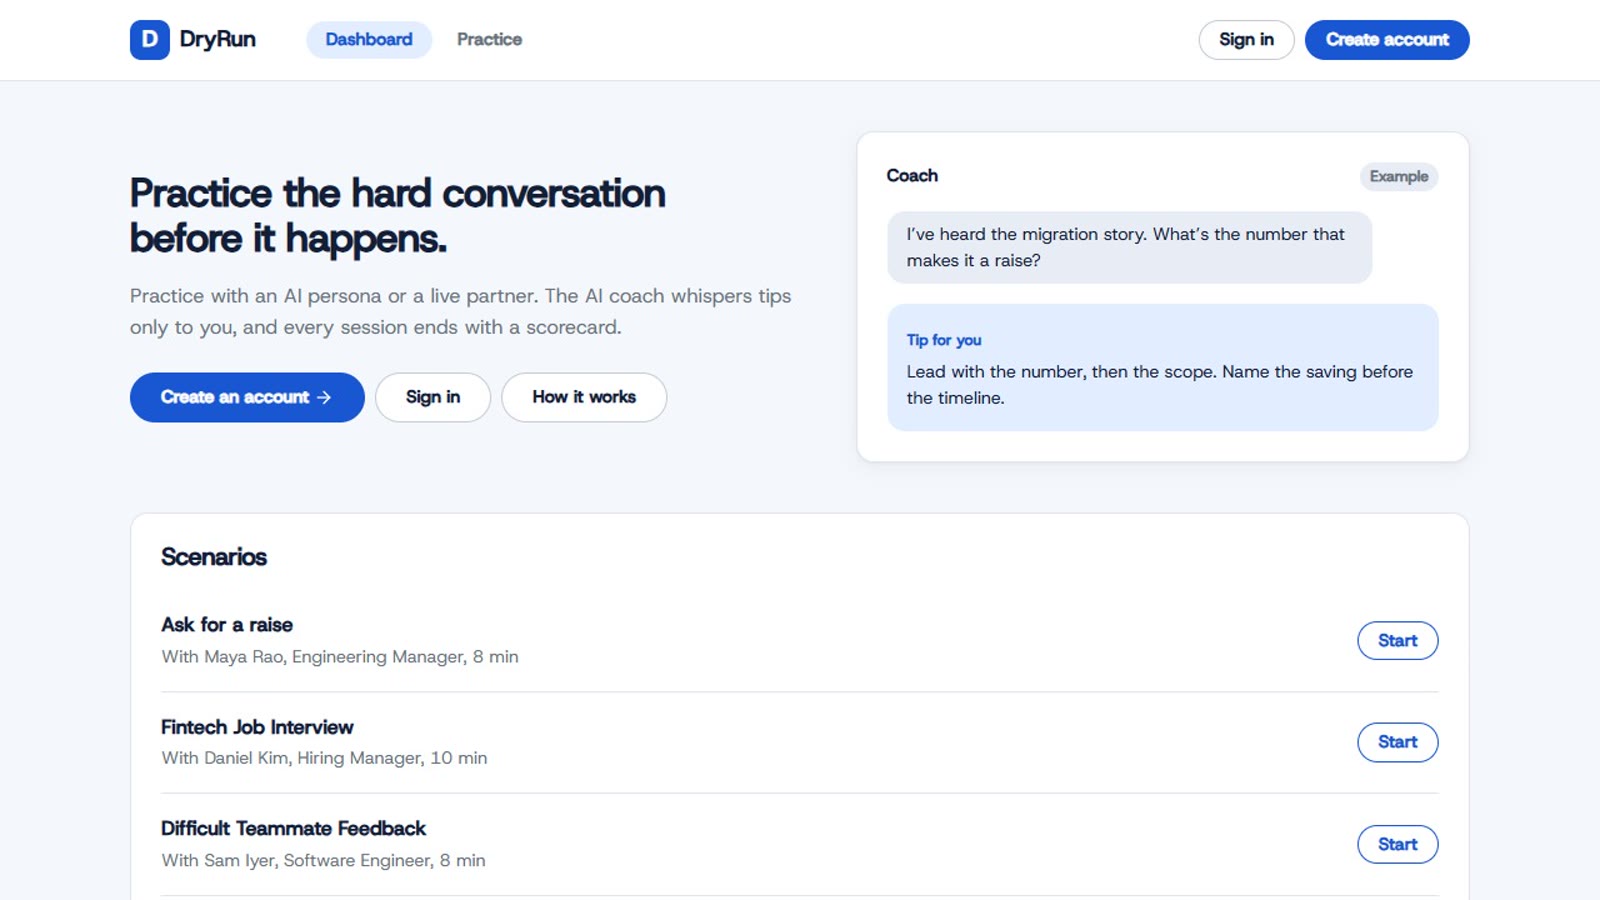 D DryRun
Dashboard
Practice
Sign in
Create account
Practice the hard conversation
before it happens.
Practice with an AI persona or a live partner. The AI coach whispers tips
only to you, and every session ends with a scorecard.
Create an account →
Sign in
How it works
Coach
Example
I’ve heard the migration story. What’s the number that
makes it a raise?
Tip for you
Lead with the number, then the scope. Name the saving before
the timeline.
Scenarios
Ask for a raise
With Maya Rao, Engineering Manager, 8 min
Start
Fintech Job Interview
With Daniel Kim, Hiring Manager, 10 min
Start
Difficult Teammate Feedback
With Sam Iyer, Software Engineer, 8 min
Start